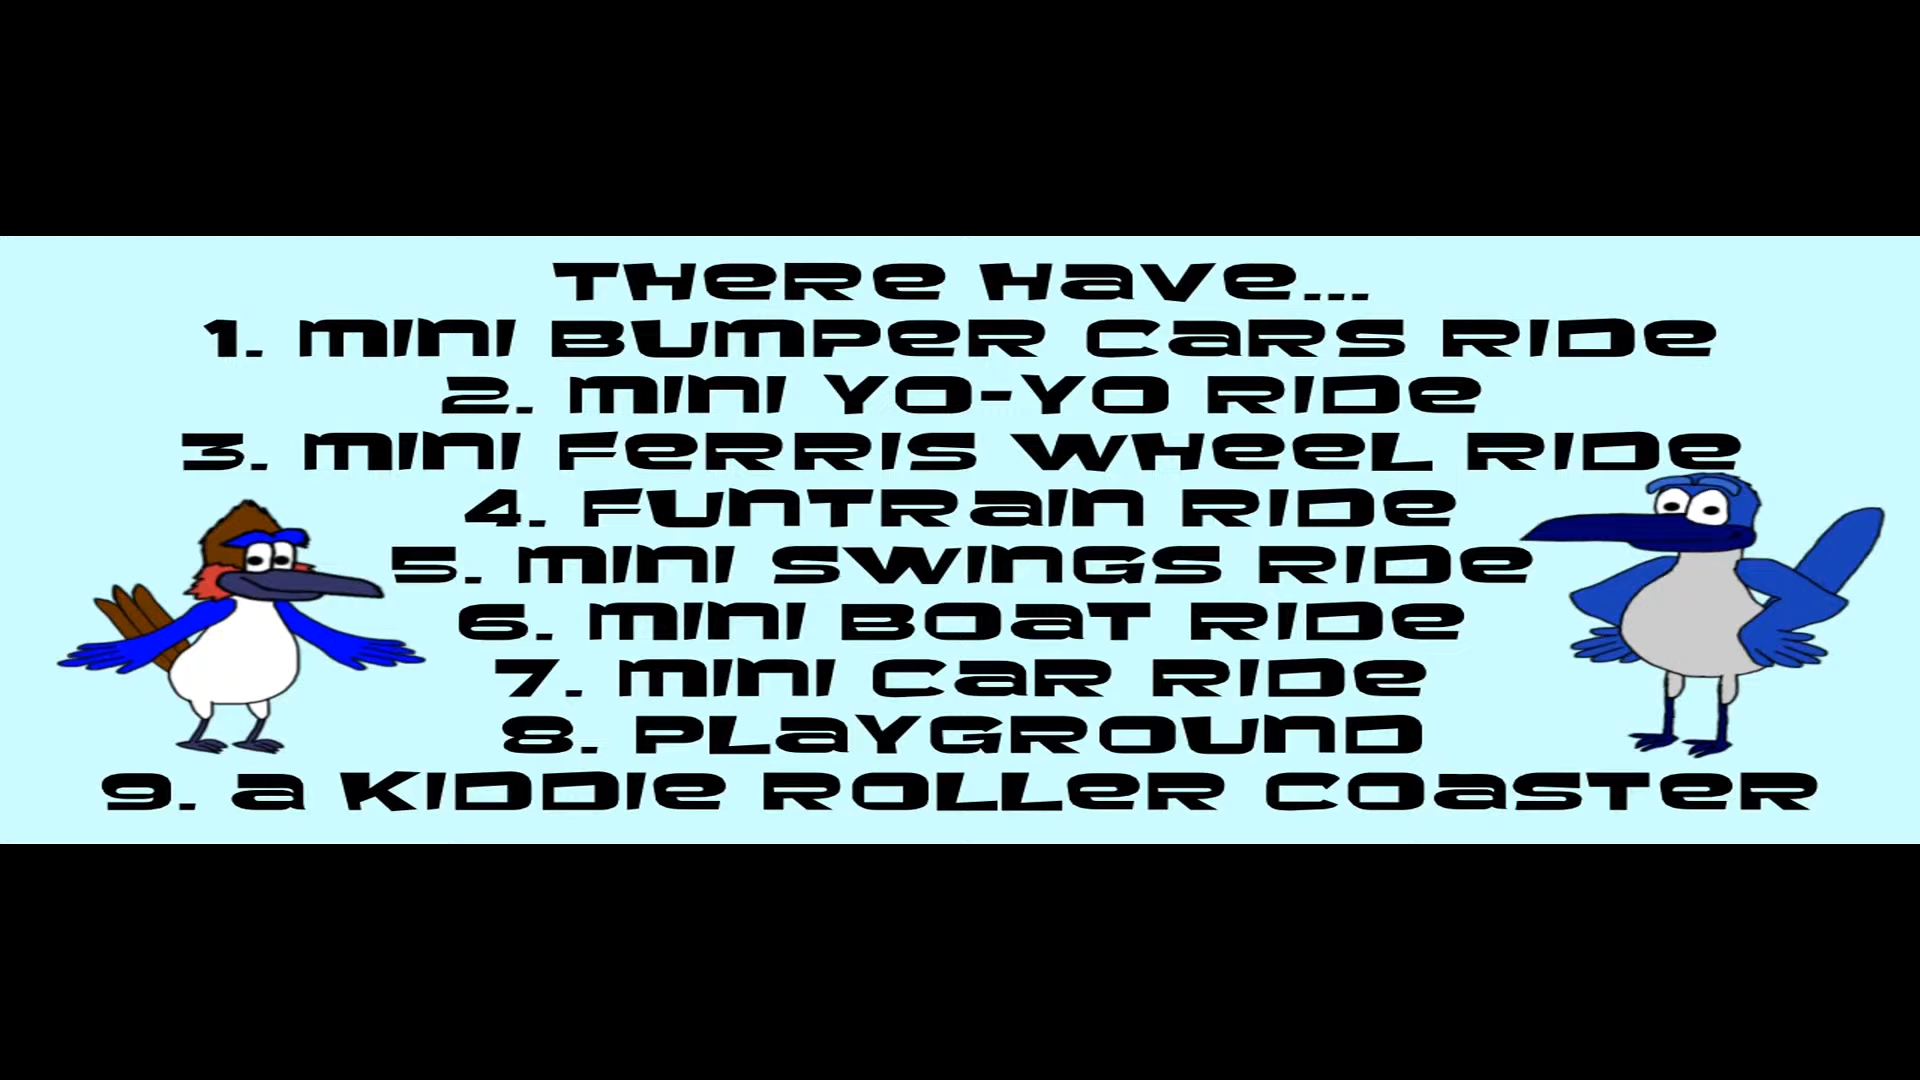 THERE HAVE...
1. MINI BUMPER CARS RIDE
2. MINI YO-YO RIDE
3. MINI FERRIS WHEEL RIDE
4. FUNTRAIN RIDE
5. MINI SWINGS RIDE
6. MINI BOAT RIDE
7. MINI CAR RIDE
8. PLAYGROUND
9. A KIDDIE ROLLER COASTER